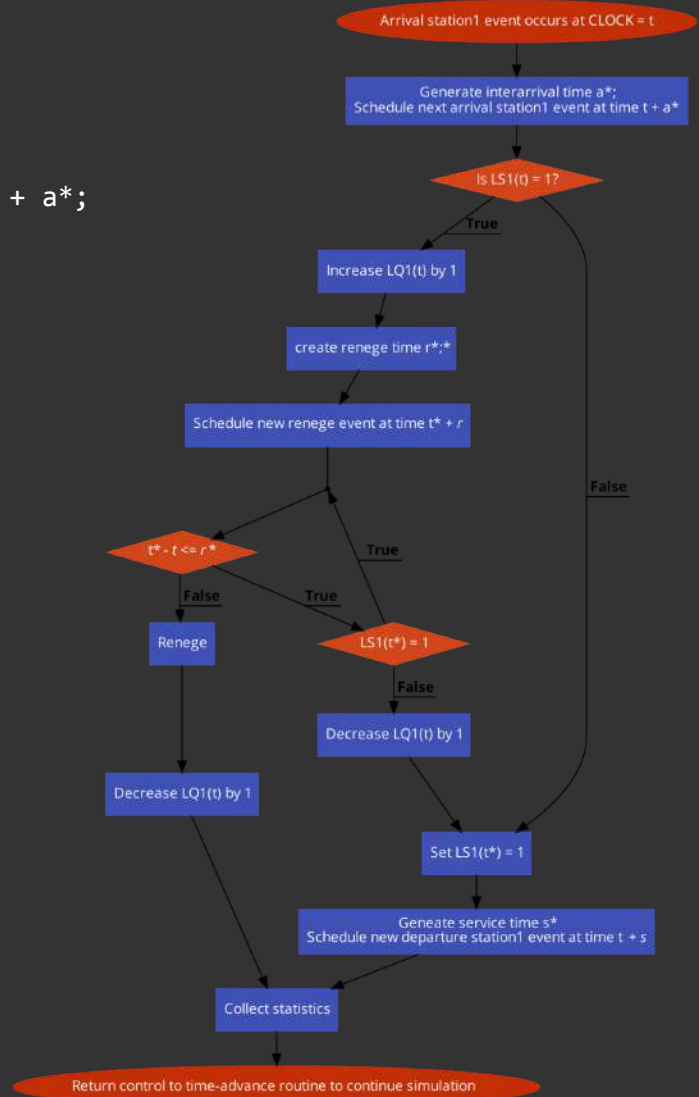 Arrival station1 event occurs at CLOCK = t
Generate interarrival time a*;
Schedule next arrival station1 event at time t + a*
+ a*;
Is LS1(t) = 1?
True
Increase LQ1(t) by 1
create renege time r*;*
Schedule new renege event at time t* + r
False
True
t* - t <= r*
False
True
Renege
LS1(t*) = 1
False
Decrease LQ1(t) by 1
Decrease LQ1(t) by 1
Set LS1(t*) = 1
Geneate service time s*
Schedule new departure station1 event at time t + s
Collect statistics
Return control to time-advance routine to continue simulation